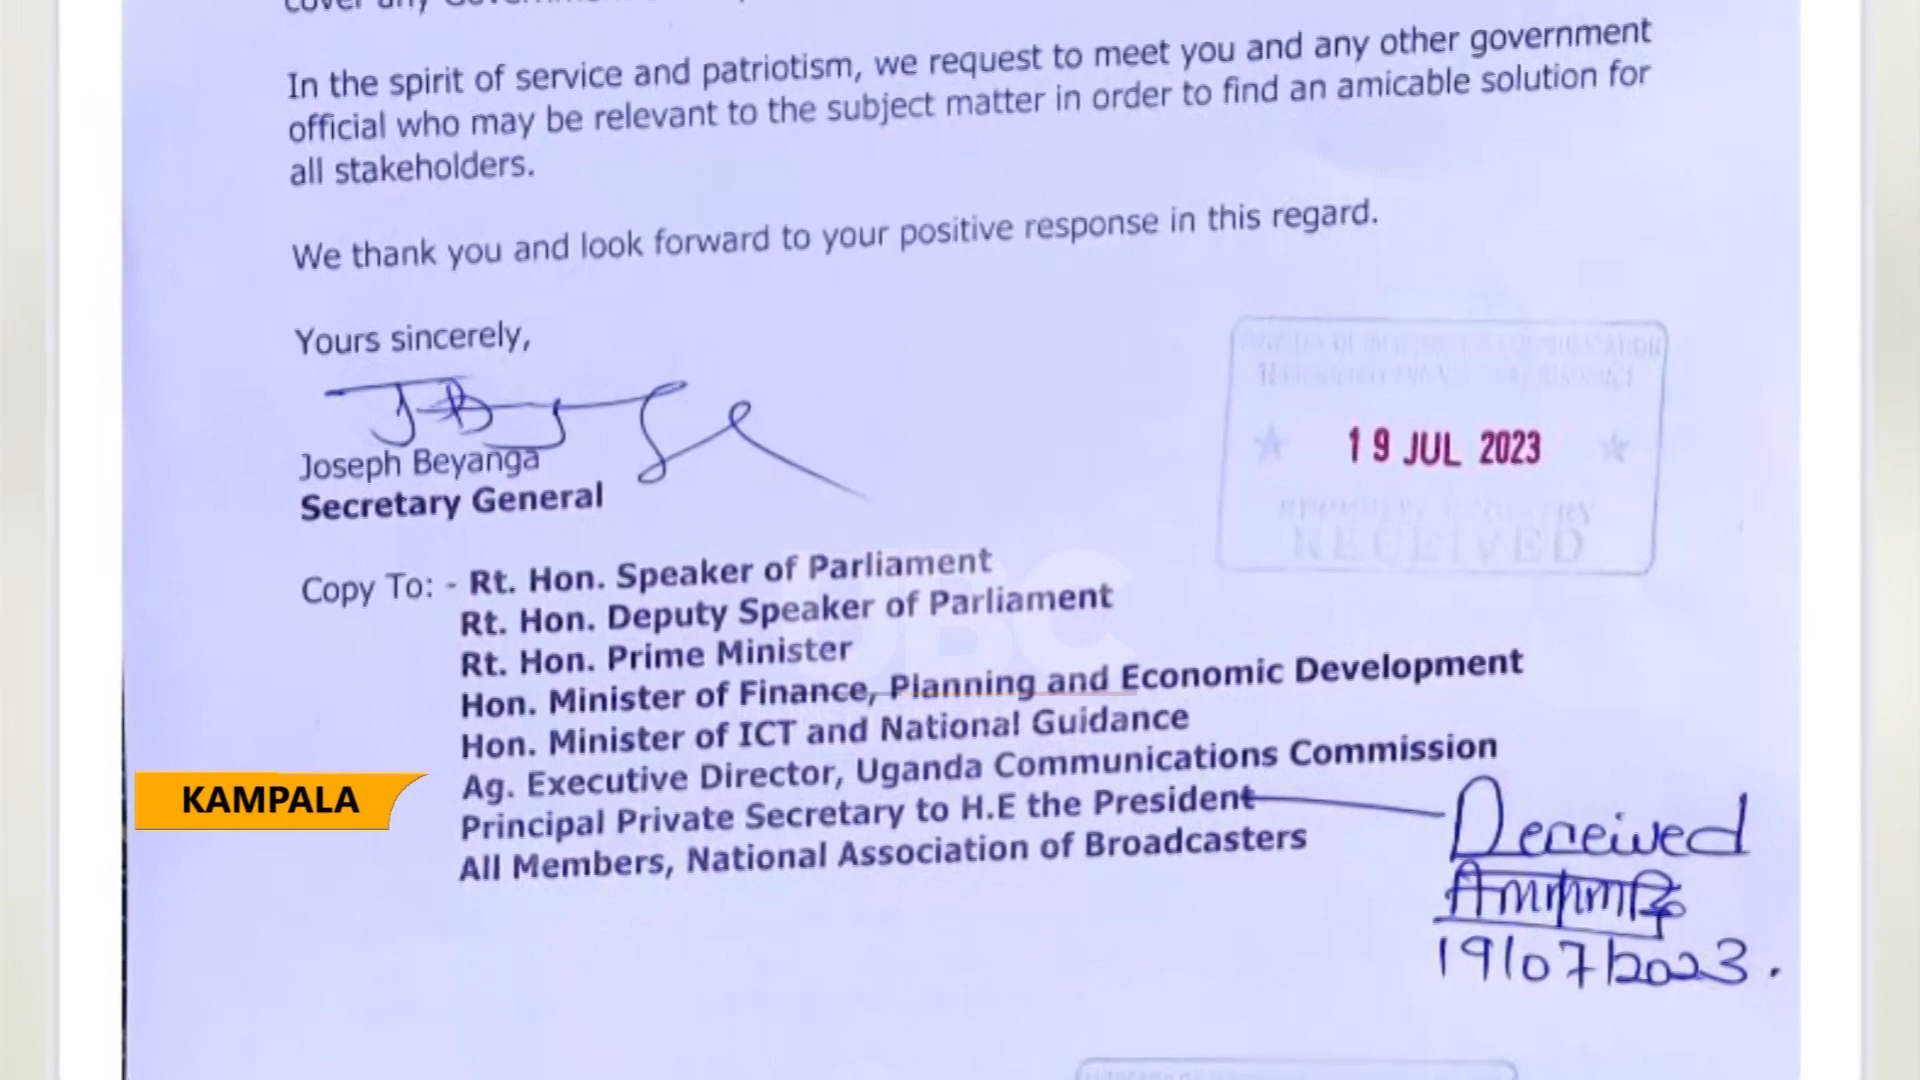 cover any Government
In the spirit of service and patriotism, we request to meet you and any other government
official who may be relevant to the subject matter in order to find an amicable solution for
all stakeholders.
We thank you and look forward to your positive response in this regard.
Yours sincerely,
Joseph Beyanga
Secretary General
19 JUL 2023
RECEIVED
Copy To: - Rt. Hon. Speaker of Parliament
Rt. Hon. Deputy Speaker of Parliament
Rt. Hon. Prime Minister
Hon. Minister of Finance, Planning and Economic Development
Hon. Minister of ICT and National Guidance
Ag. Executive Director, Uganda Communications Commission
Principal Private Secretary to H.E the President
All Members, National Association of Broadcasters
Received
19/07/2023.
KAMPALA
UBC